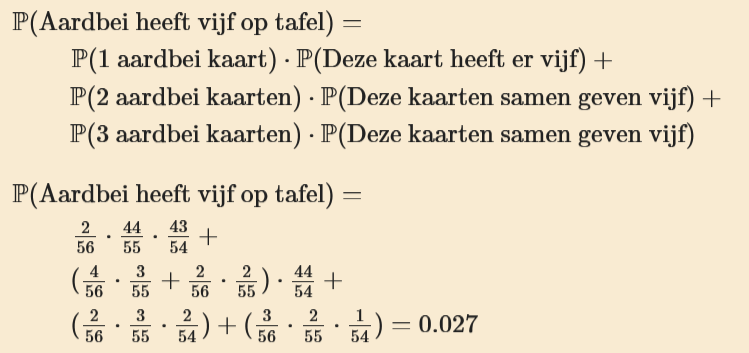 ℙ(Aardbei heeft vijf op tafel) =
ℙ(1 aardbei kaart) · ℙ(Deze kaart heeft er vijf) +
ℙ(2 aardbei kaarten) · ℙ(Deze kaarten samen geven vijf) +
ℙ(3 aardbei kaarten) · ℙ(Deze kaarten samen geven vijf)
ℙ(Aardbei heeft vijf op tafel) =
2/56 · 44/55 · 43/54 +
(4/56 · 3/55 + 2/56 · 2/55) · 44/54 +
(2/56 · 3/55 · 2/54) + (3/56 · 2/55 · 1/54) = 0.027